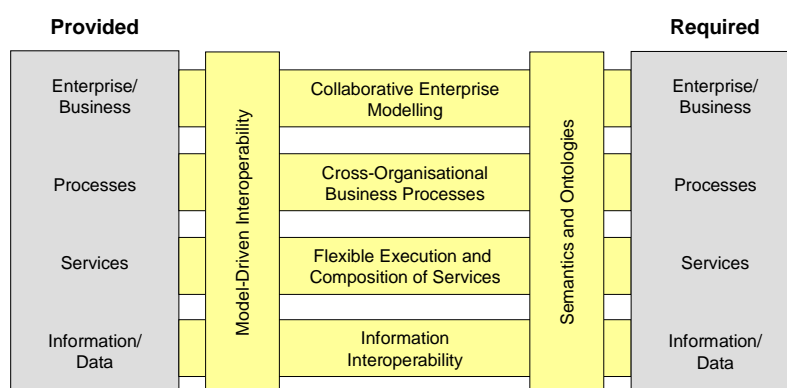 Provided
Required
Enterprise/
Business
Collaborative Enterprise
Modelling
Enterprise/
Business
Processes
Cross-Organisational
Business Processes
Processes
Services
Flexible Execution and
Composition of Services
Services
Information/
Data
Information
Interoperability
Information/
Data
Model-Driven Interoperability
Semantics and Ontologies